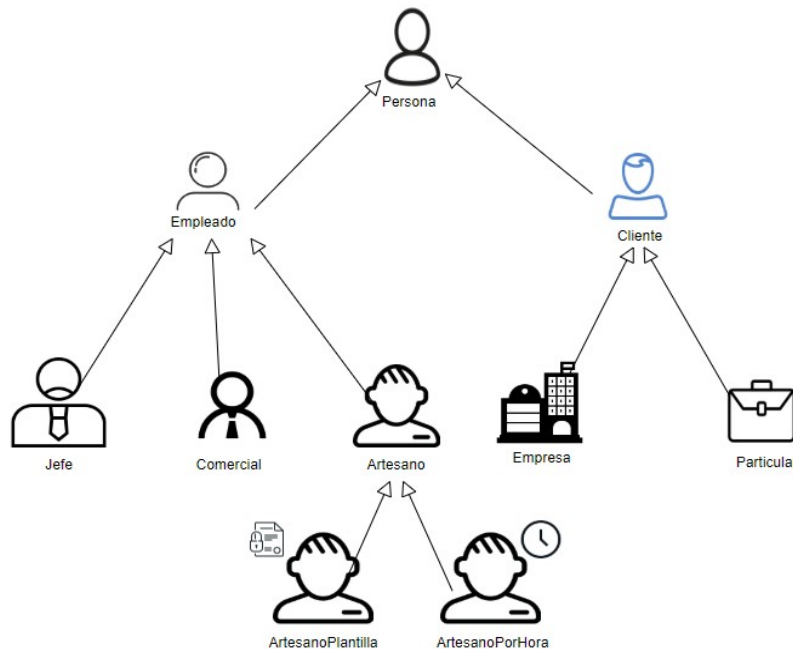 Persona
Empleado
Cliente
Jefe
Comercial
Artesano
Empresa
Particula
ArtesanoPlantilla
ArtesanoPorHora